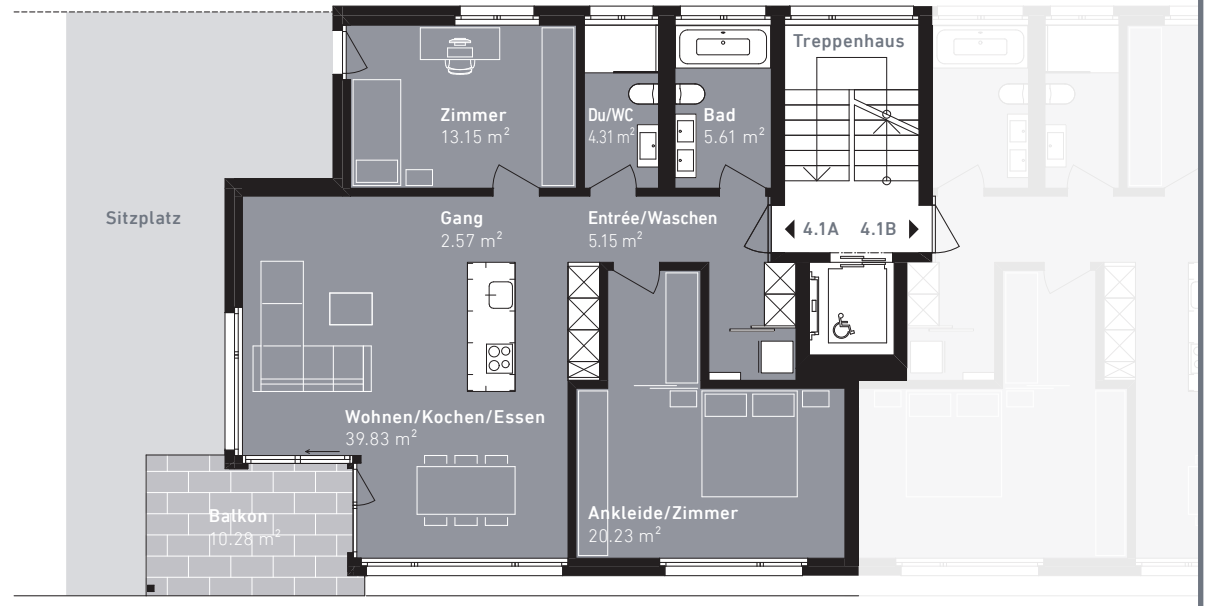 Treppenhaus
Zimmer
13.15 m²
Du/WC
4.31 m²
Bad
5.61 m²
Sitzplatz
Gang
2.57 m²
Entrée/Waschen
5.15 m²
4.1A 4.1B
Wohnen/Kochen/Essen
39.83 m²
Balkon
10.28 m²
Ankleide/Zimmer
20.23 m²